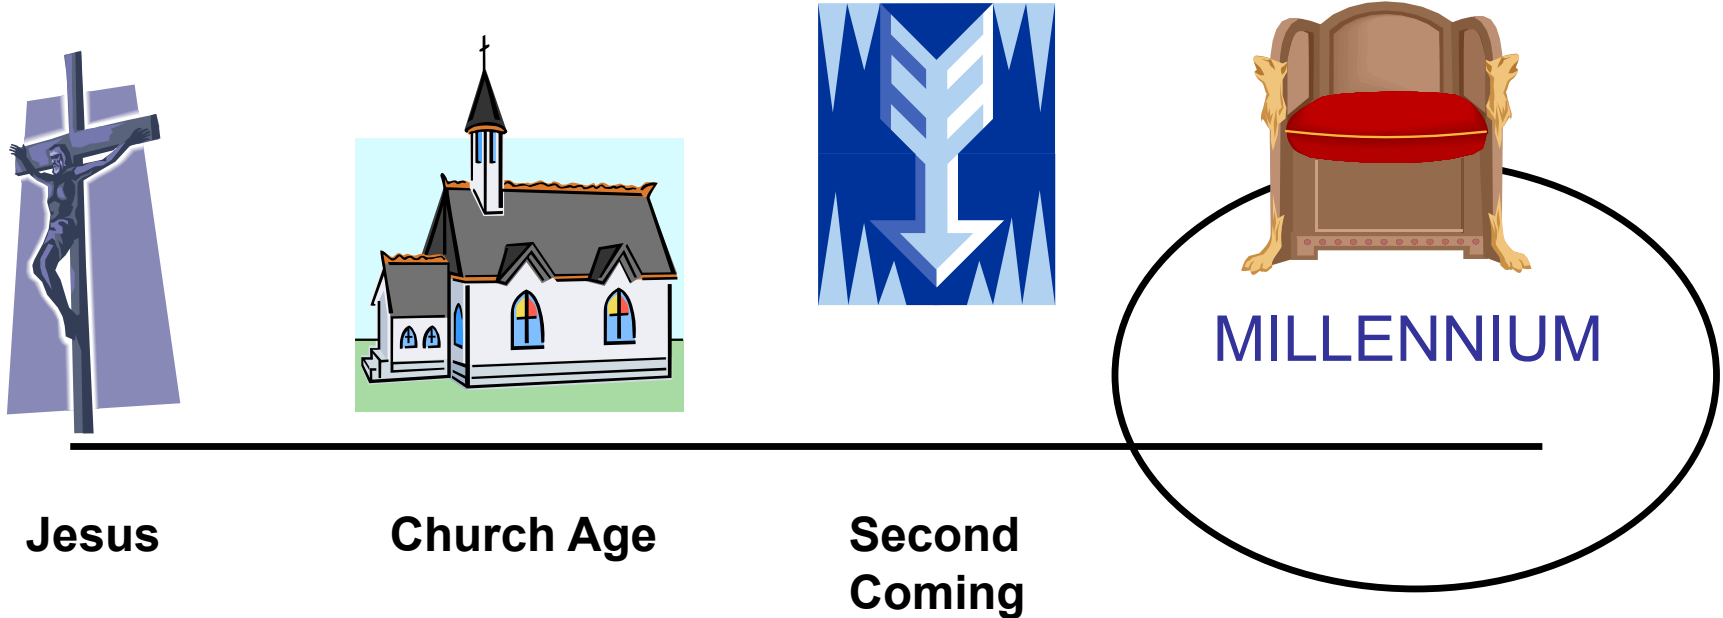 MILLENNIUM
Jesus
Church Age
Second
Coming